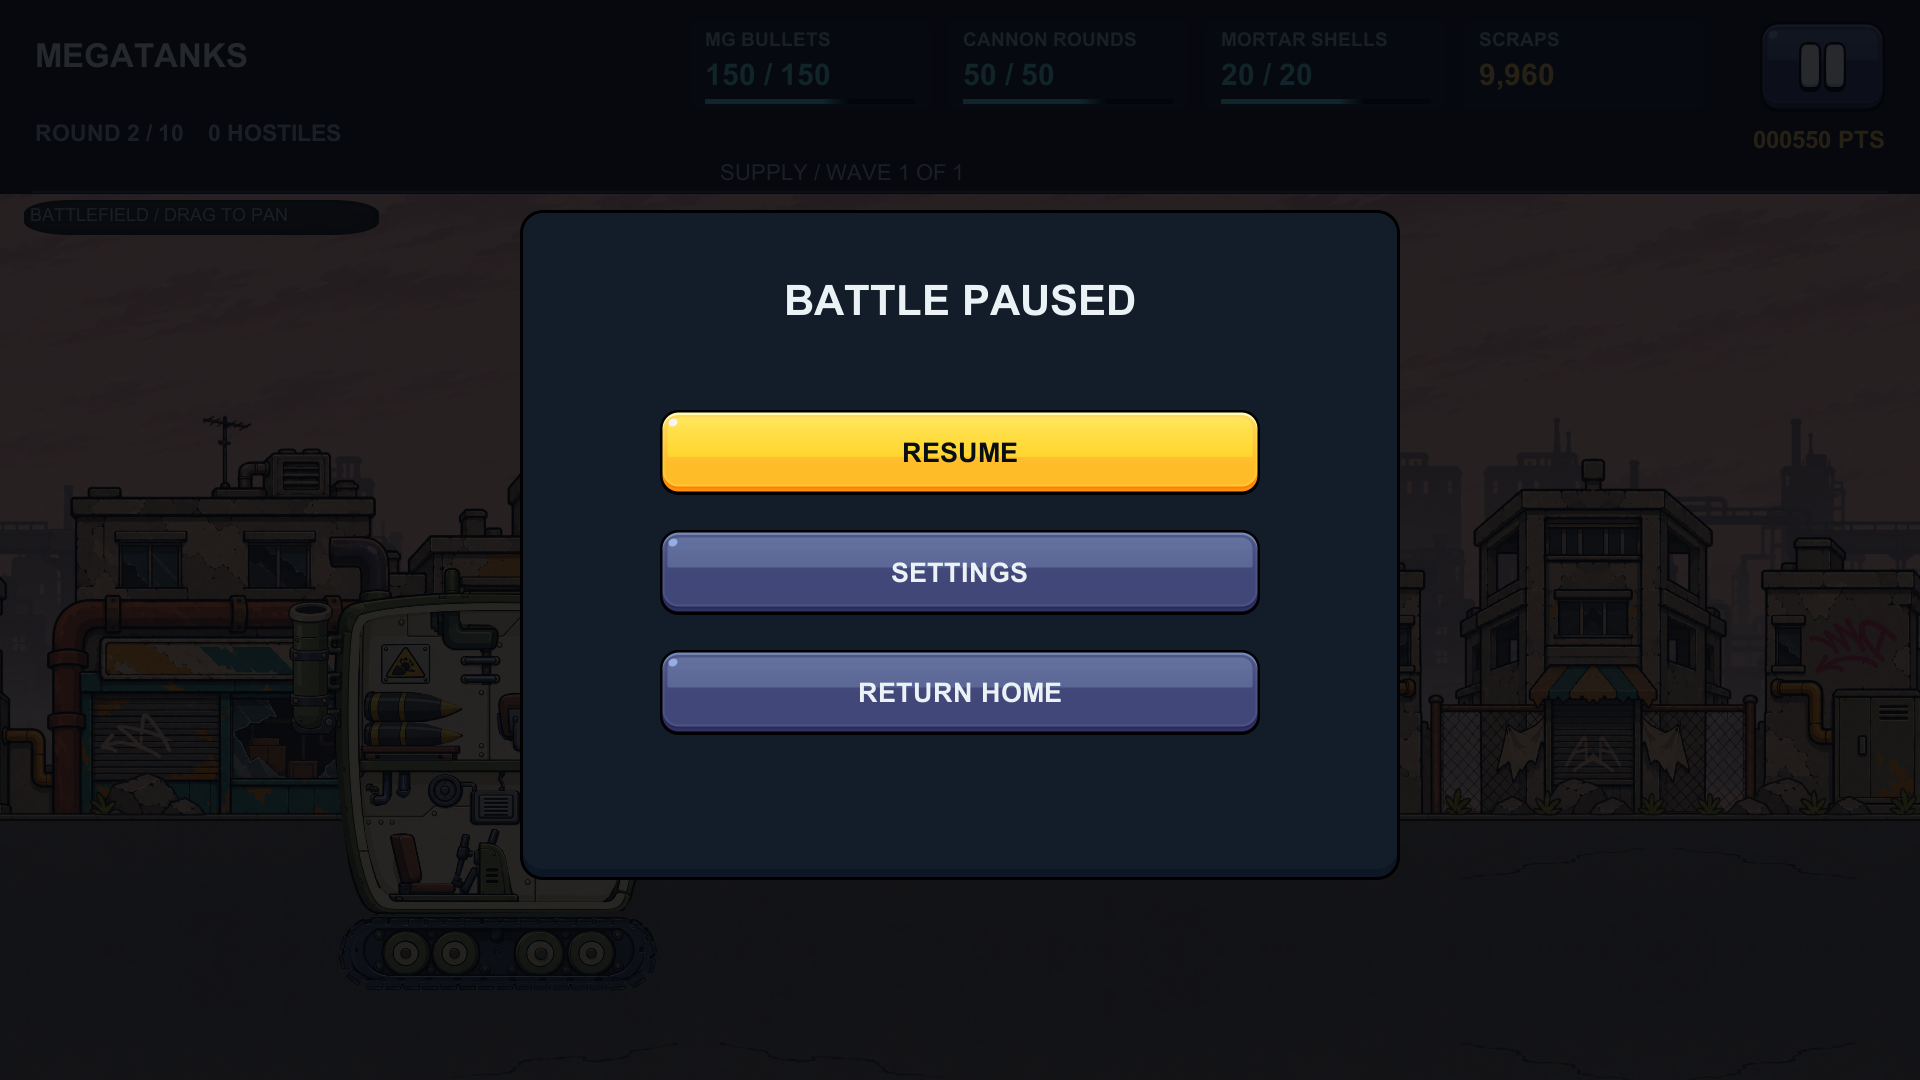 MEGATANKS
MG BULLETS
150 / 150
CANNON ROUNDS
50 / 50
MORTAR SHELLS
20 / 20
SCRAPS
9,960
ROUND 2 / 10 0 HOSTILES
000550 PTS
SUPPLY / WAVE 1 OF 1
BATTLEFIELD / DRAG TO PAN
BATTLE PAUSED
RESUME
SETTINGS
RETURN HOME